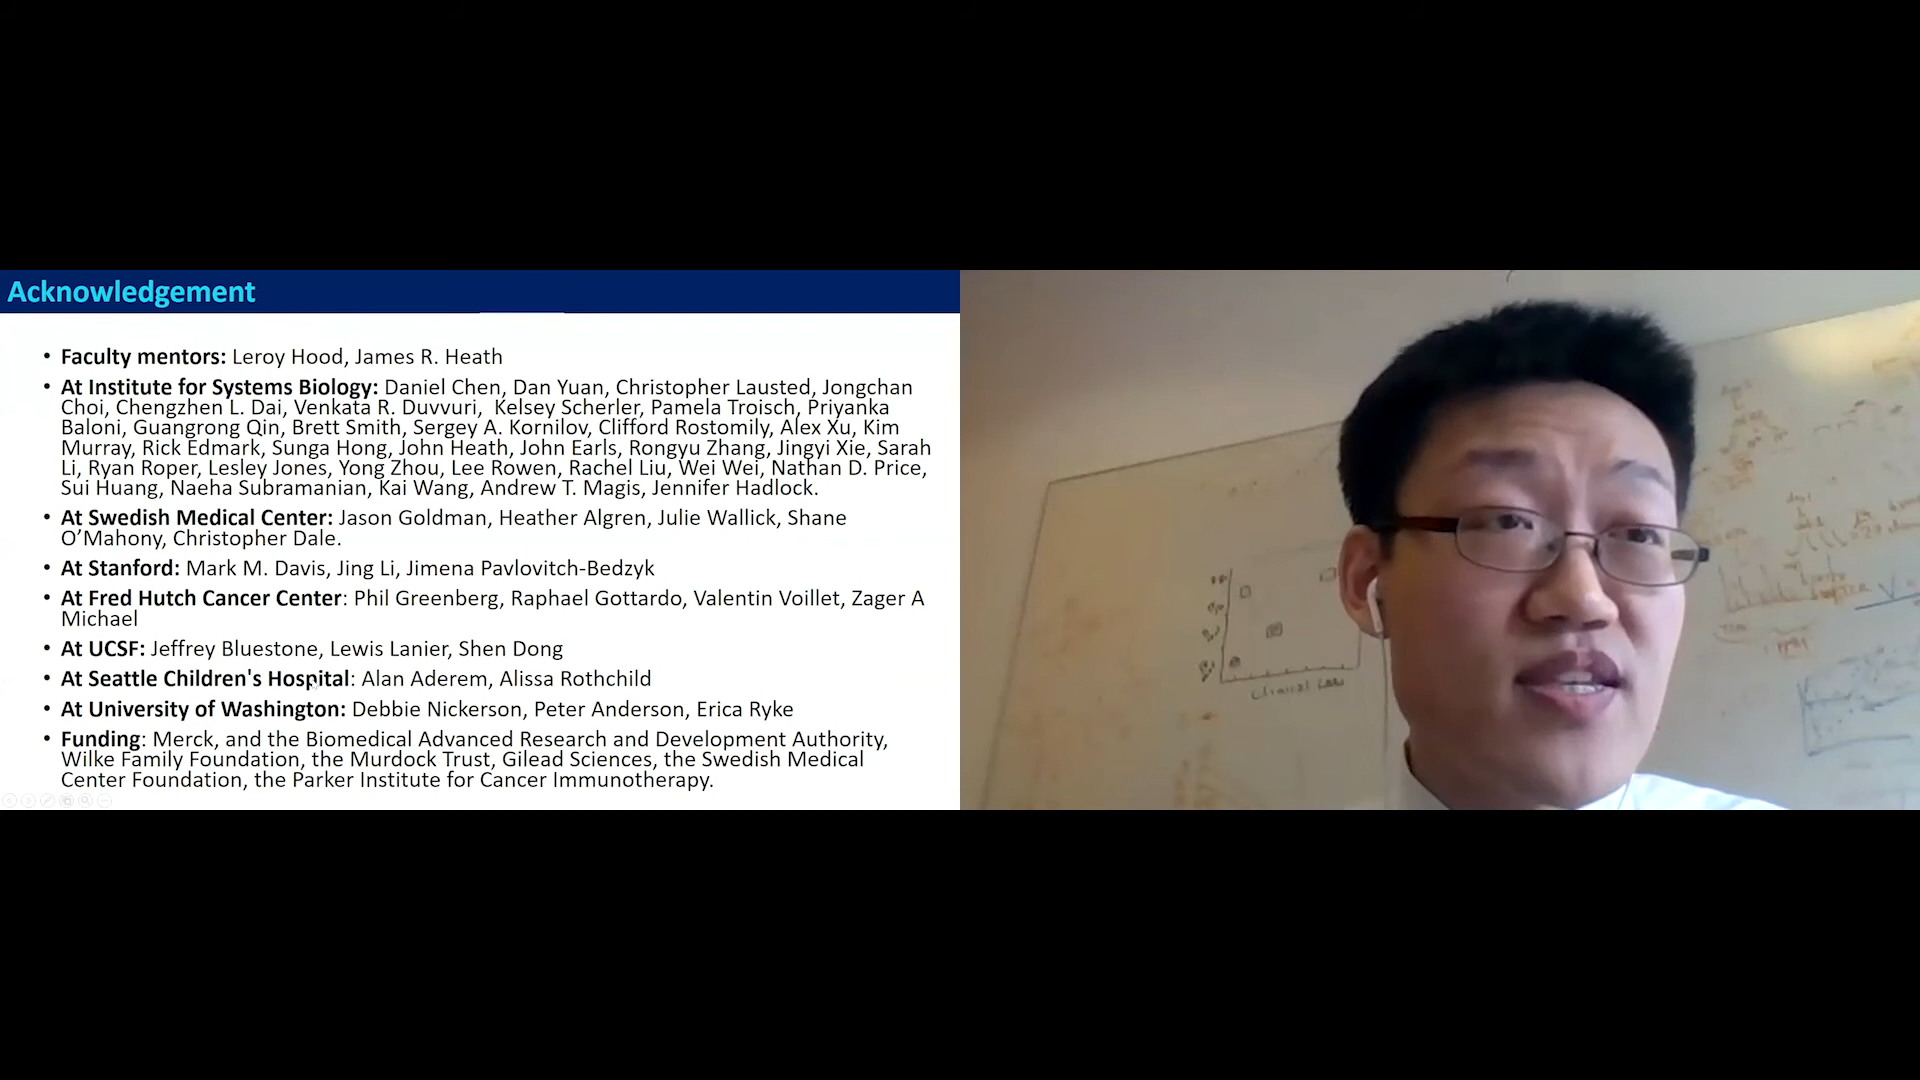 Acknowledgement
• Faculty mentors: Leroy Hood, James R. Heath
• At Institute for Systems Biology: Daniel Chen, Dan Yuan, Christopher Lausted, Jongchan
Choi, Chengzhen L. Dai, Venkata R. Duvvuri, Kelsey Scherler, Pamela Troisch, Priyanka
Baloni, Guangrong Qin, Brett Smith, Sergey A. Kornilov, Clifford Rostomily, Alex Xu, Kim
Murray, Rick Edmark, Sunga Hong, John Heath, John Earls, Rongyu Zhang, Jingyi Xie, Sarah
Li, Ryan Roper, Lesley Jones, Yong Zhou, Lee Rowen, Rachel Liu, Wei Wei, Nathan D. Price,
Sui Huang, Naeha Subramanian, Kai Wang, Andrew T. Magis, Jennifer Hadlock.
• At Swedish Medical Center: Jason Goldman, Heather Algren, Julie Wallick, Shane
O’Mahony, Christopher Dale.
• At Stanford: Mark M. Davis, Jing Li, Jimena Pavlovitch-Bedzyk
• At Fred Hutch Cancer Center: Phil Greenberg, Raphael Gottardo, Valentin Voillet, Zager A
Michael
• At UCSF: Jeffrey Bluestone, Lewis Lanier, Shen Dong
• At Seattle Children's Hospital: Alan Aderem, Alissa Rothchild
• At University of Washington: Debbie Nickerson, Peter Anderson, Erica Ryke
• Funding: Merck, and the Biomedical Advanced Research and Development Authority,
Wilke Family Foundation, the Murdock Trust, Gilead Sciences, the Swedish Medical
Center Foundation, the Parker Institute for Cancer Immunotherapy.
Clinical